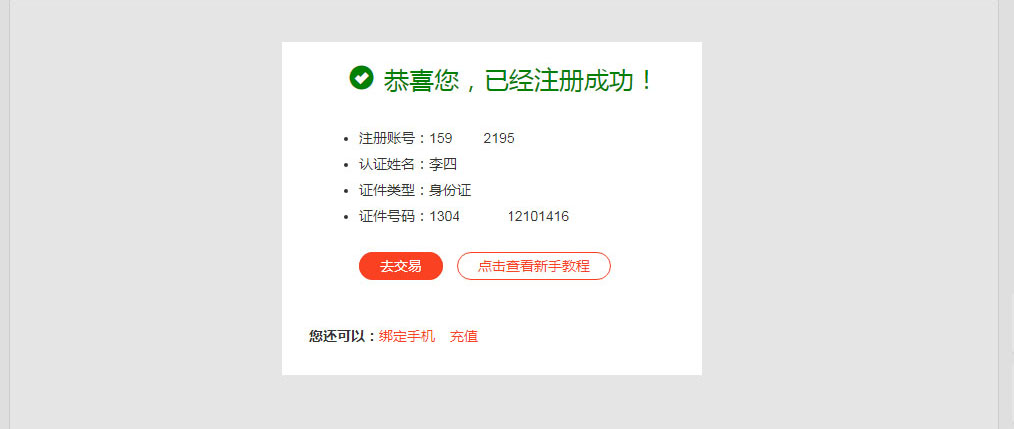 恭喜您，已经注册成功！
注册账号：159 2195
认证姓名：李四
证件类型：身份证
证件号码：1304 12101416
去交易 点击查看新手教程
您还可以：绑定手机 充值